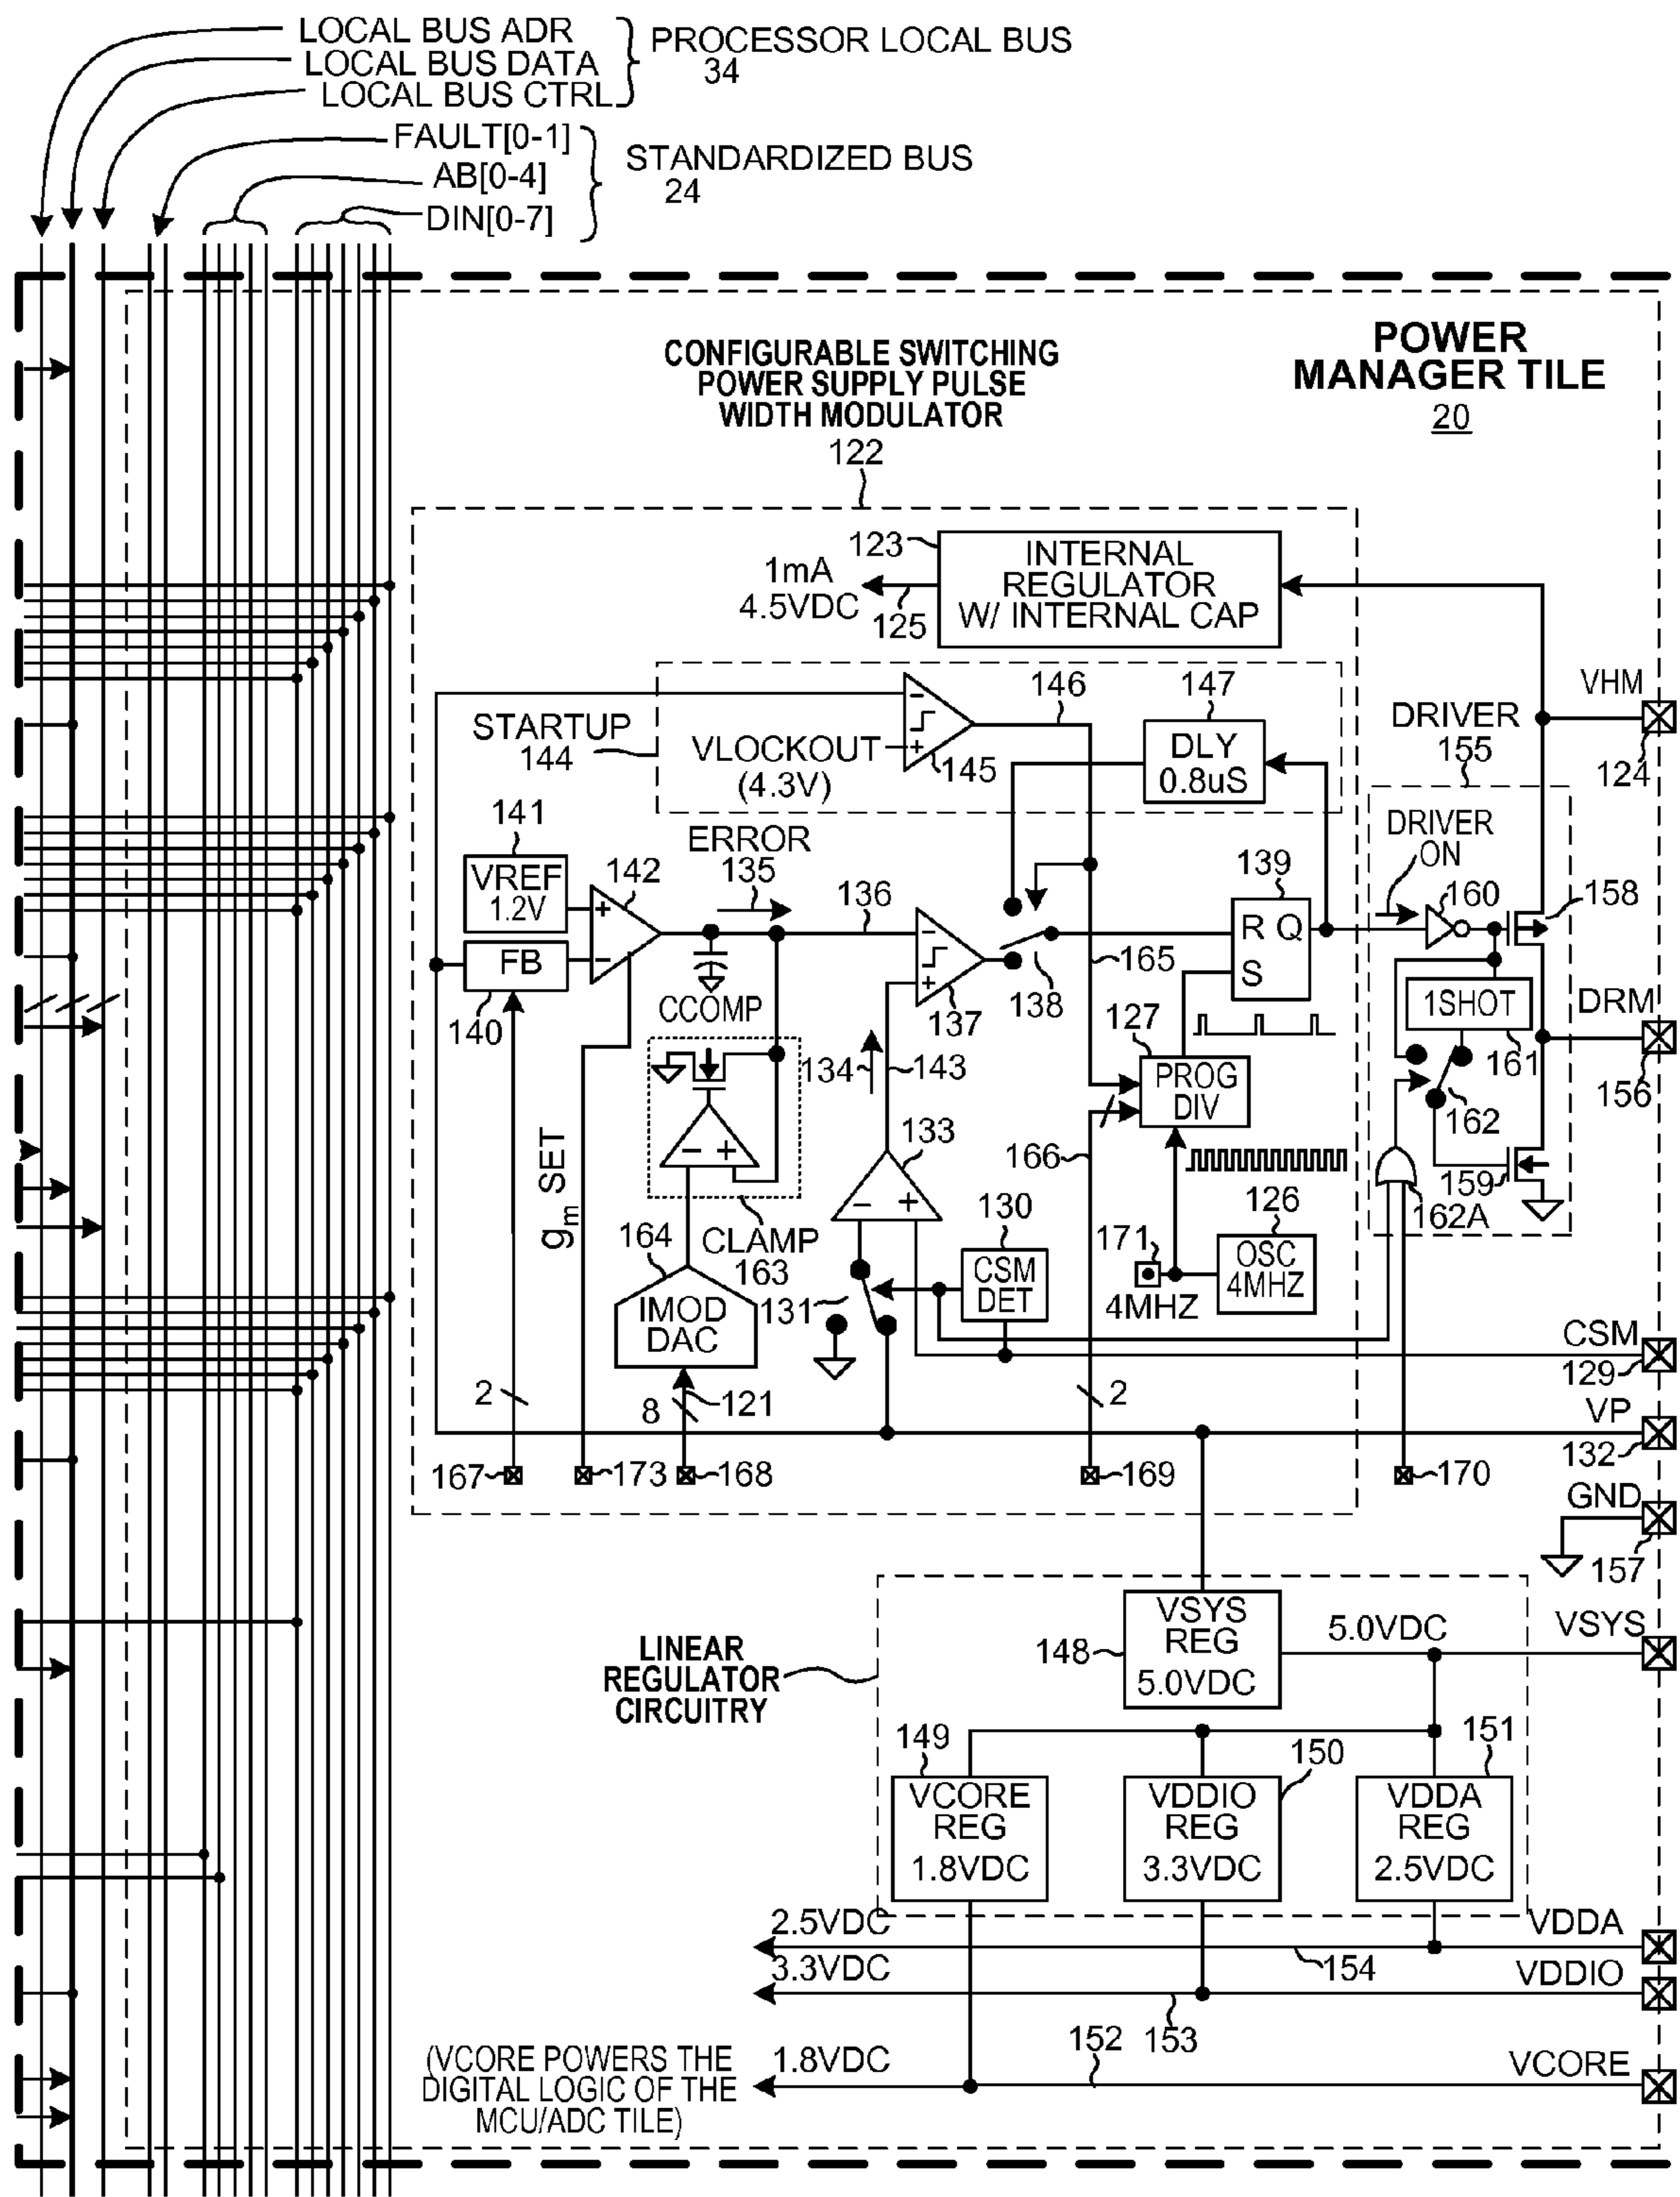 LOCAL BUS ADR
LOCAL BUS DATA
LOCAL BUS CTRL
PROCESSOR LOCAL BUS
34
FAULT[0-1]
AB[0-4]
DIN[0-7]
STANDARDIZED BUS
24
POWER
MANAGER TILE
20
CONFIGURABLE SWITCHING
POWER SUPPLY PULSE
WIDTH MODULATOR
122
123
INTERNAL
REGULATOR
W/ INTERNAL CAP
1mA
4.5VDC
125
VHM
124
STARTUP
144
VLOCKOUT
(4.3V)
+
-
145
146
147
DLY
0.8uS
DRIVER
155
DRIVER
ON
141
VREF
1.2V
142
+
-
ERROR
135
136
FB
140
CCOMP
-
+
137
138
165
139
R Q
S
160
158
1SHOT
161
DRM
156
162
159
162A
127
PROG
DIV
134
143
133
-
+
166
gm SET
-
+
CLAMP
163
164
IMOD
DAC
131
130
CSM
DET
171
4MHZ
126
OSC
4MHZ
CSM
129
2
8
121
2
VP
132
167
173
168
169
170
GND
157
LINEAR
REGULATOR
CIRCUITRY
148
VSYS
REG
5.0VDC
5.0VDC
VSYS
149
VCORE
REG
1.8VDC
150
VDDIO
REG
3.3VDC
151
VDDA
REG
2.5VDC
2.5VDC
154
VDDA
3.3VDC
153
VDDIO
(VCORE POWERS THE
DIGITAL LOGIC OF THE
MCU/ADC TILE)
1.8VDC
152
VCORE